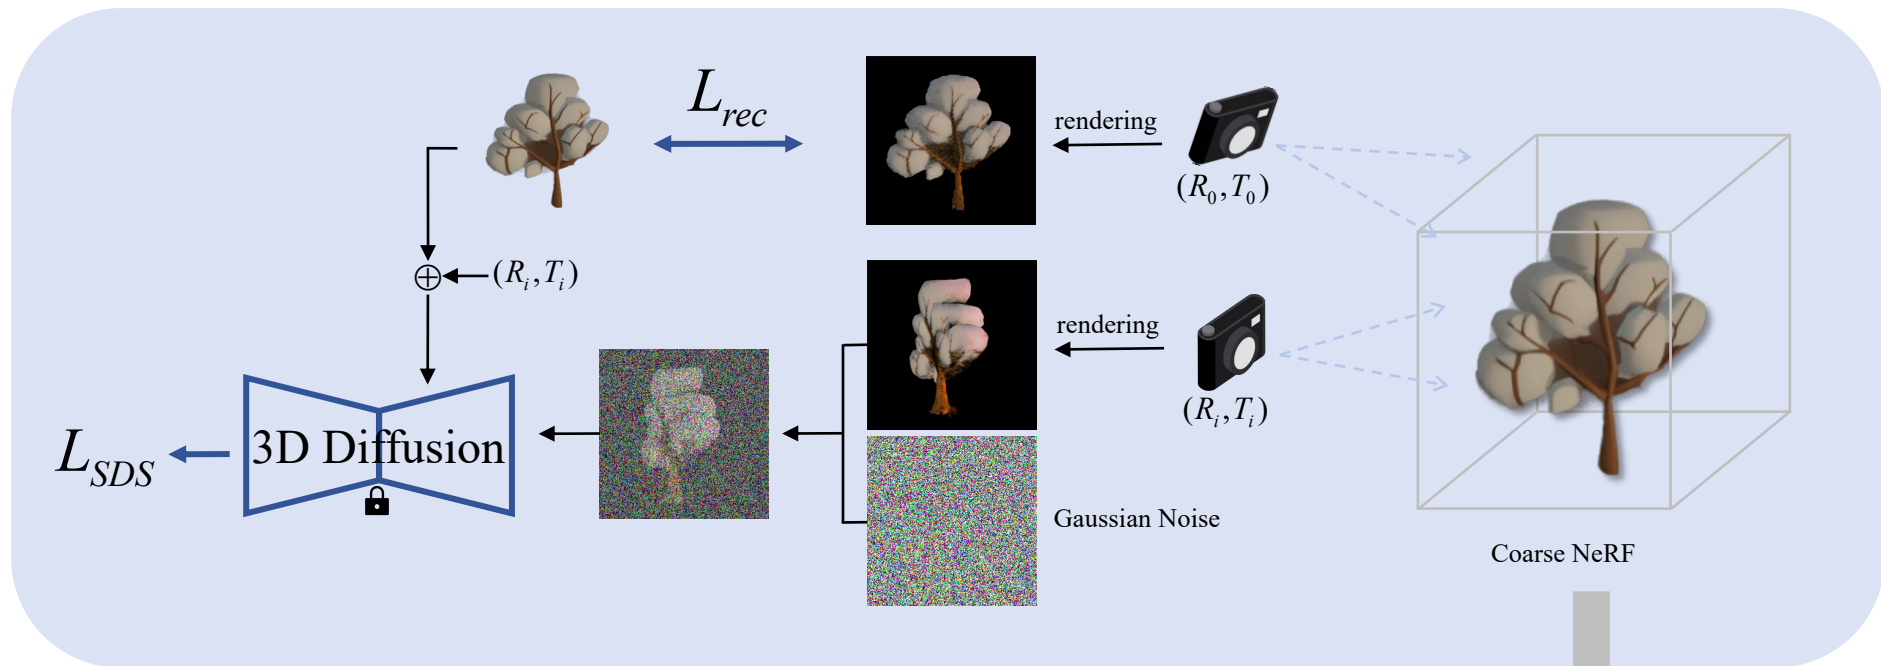 L_rec
rendering
(R_0, T_0)
(R_i, T_i)
rendering
(R_i, T_i)
3D Diffusion
L_SDS
Gaussian Noise
Coarse NeRF